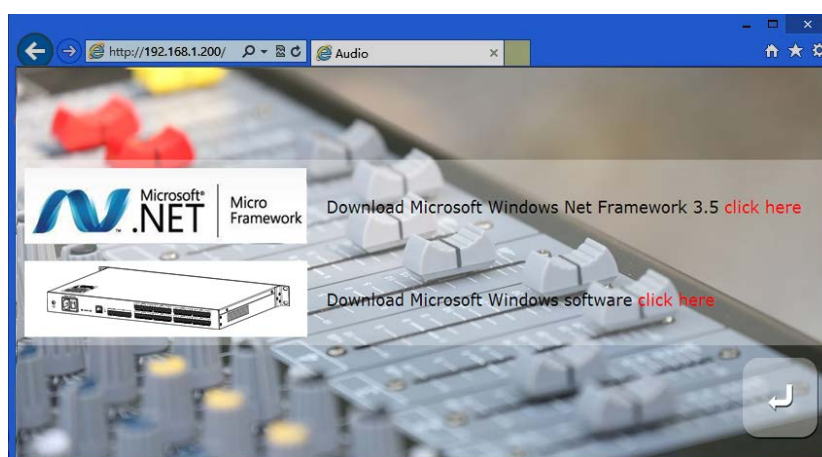 http://192.168.1.200/
Audio
Microsoft®
.NET
™
Micro
Framework
Download Microsoft Windows Net Framework 3.5 click here
Download Microsoft Windows software click here